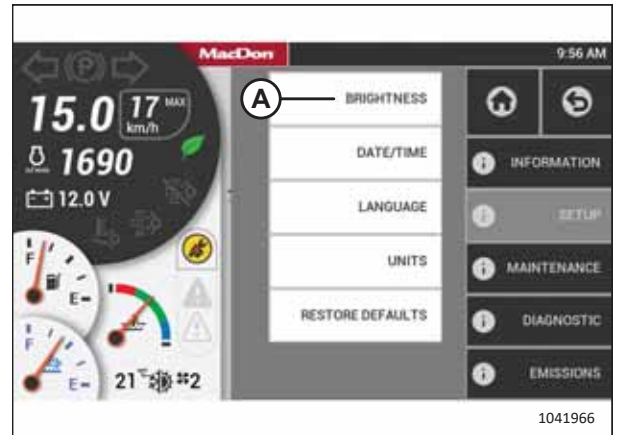 MacDon
9:56 AM
P
15.0 17 MAX
km/h
1690
12.0 V
F
E
F
E
21 °C 2
A
BRIGHTNESS
DATE/TIME
LANGUAGE
UNITS
RESTORE DEFAULTS
INFORMATION
SETUP
MAINTENANCE
DIAGNOSTIC
EMISSIONS
1041966